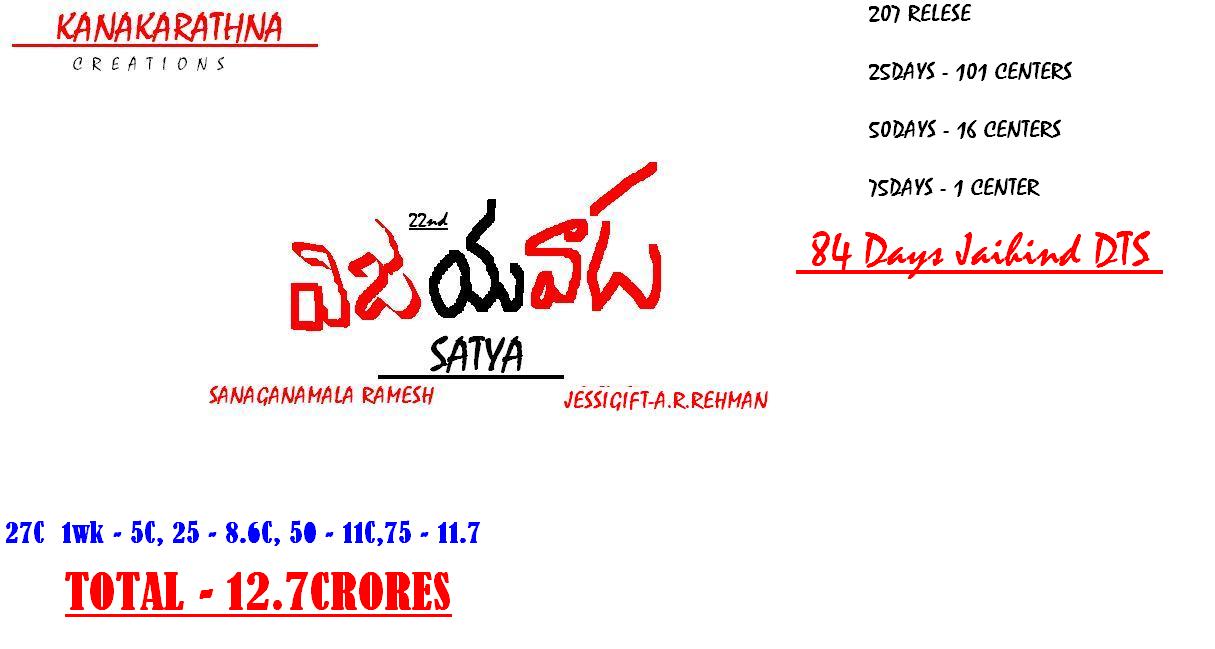 KANAKARATHNA
CREATIONS
207 RELESE
25DAYS - 101 CENTERS
50DAYS - 16 CENTERS
75DAYS - 1 CENTER
84 Days Jaihind DTS
22nd
విజయవాడ
SATYA
SANAGANAMALA RAMESH
JESSIGIFT-A.R.REHMAN
27C 1wk - 5C, 25 - 8.6C, 50 - 11C,75 - 11.7
TOTAL - 12.7CRORES